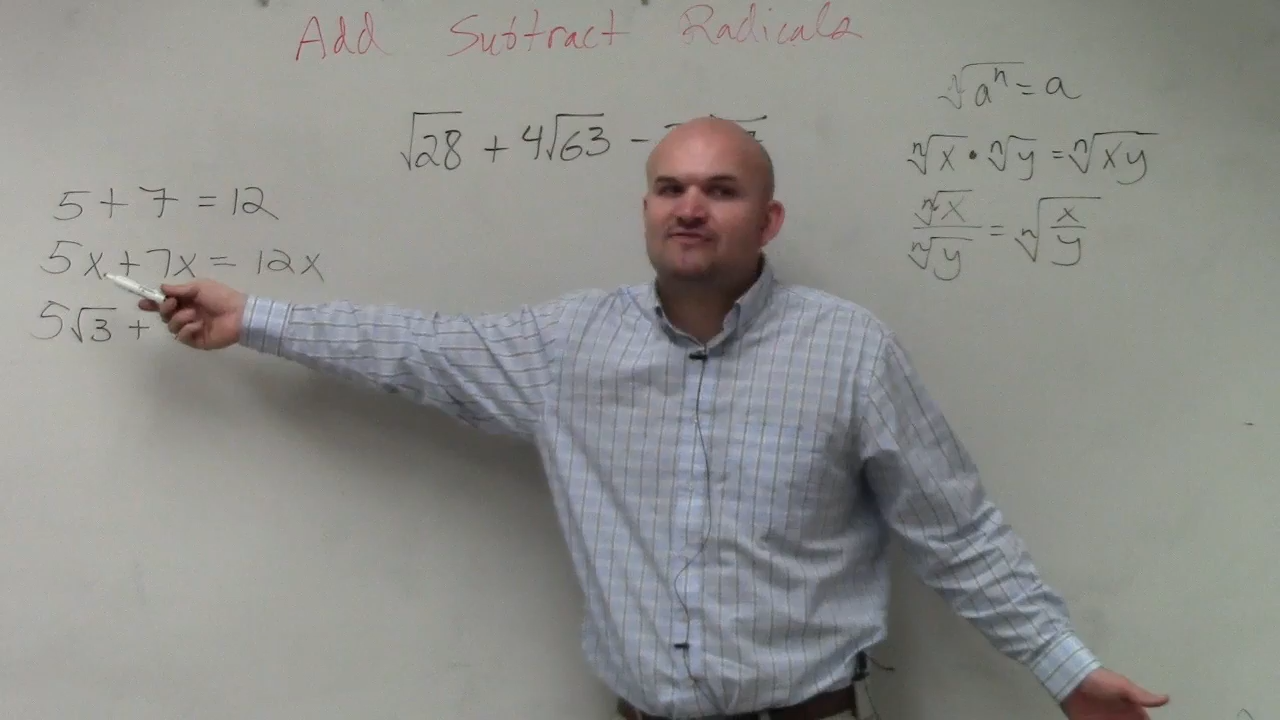 Add Subtract Radicals
√28 + 4√63 -
5 + 7 = 12
5x + 7x = 12x
5√3 +
ⁿ√aⁿ = a
ⁿ√x • ⁿ√y = ⁿ√xy
ⁿ√x / ⁿ√y = ⁿ√x/y